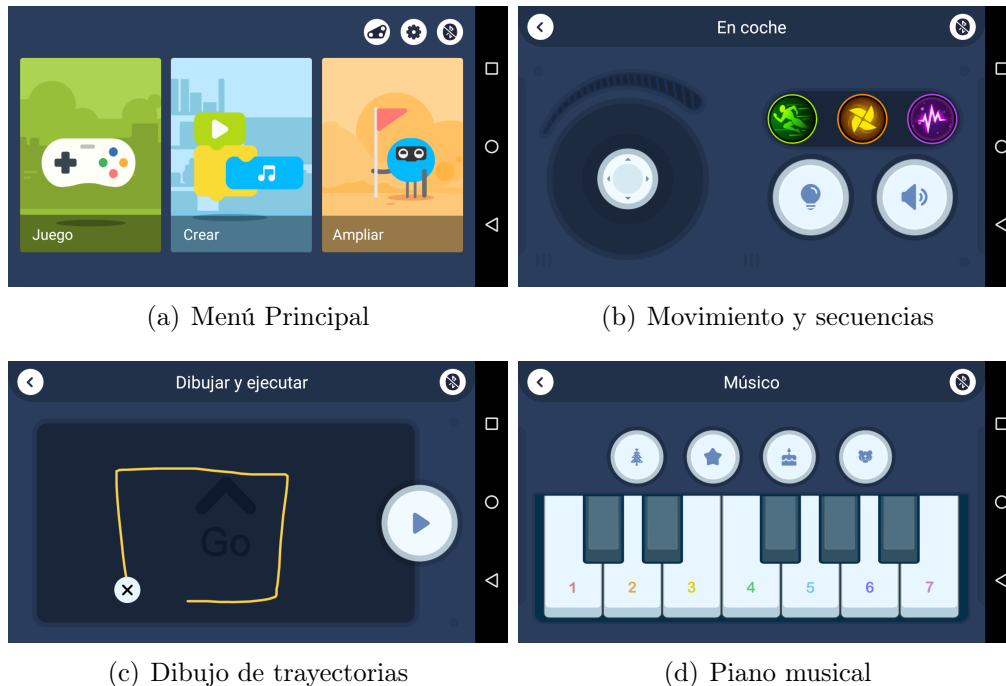 Juego
Crear
Ampliar
(a) Menú Principal
En coche
(b) Movimiento y secuencias
Dibujar y ejecutar
Go
(c) Dibujo de trayectorias
Músico
1 2 3 4 5 6 7
(d) Piano musical